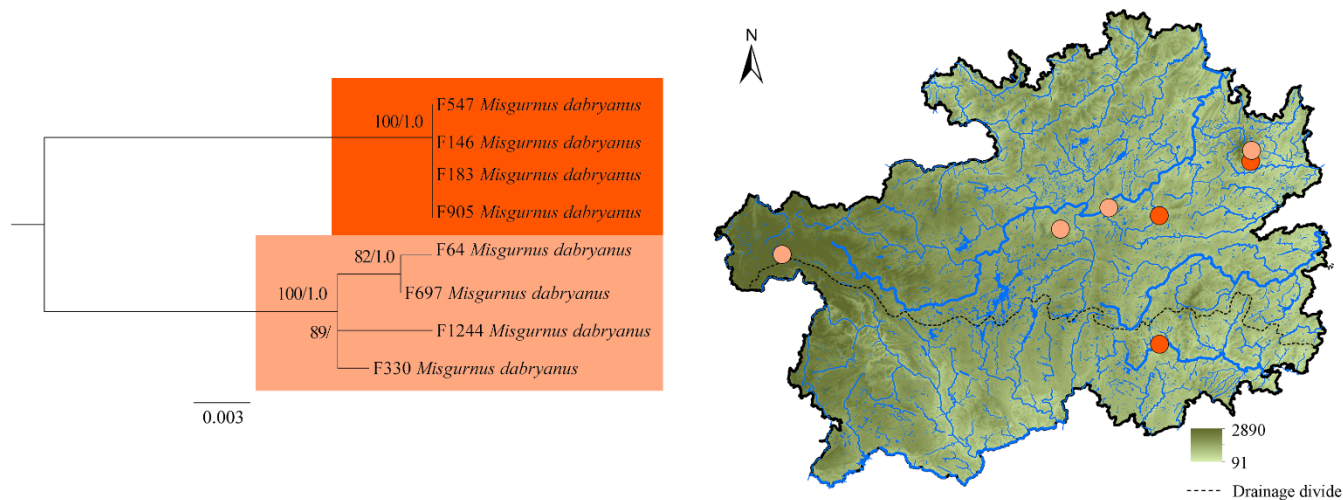 100/1.0
F547 Misgurnus dabryanus
F146 Misgurnus dabryanus
F183 Misgurnus dabryanus
F905 Misgurnus dabryanus
82/1.0
F64 Misgurnus dabryanus
F697 Misgurnus dabryanus
100/1.0
89/
F1244 Misgurnus dabryanus
F330 Misgurnus dabryanus
0.003
N
2890
91
Drainage divide